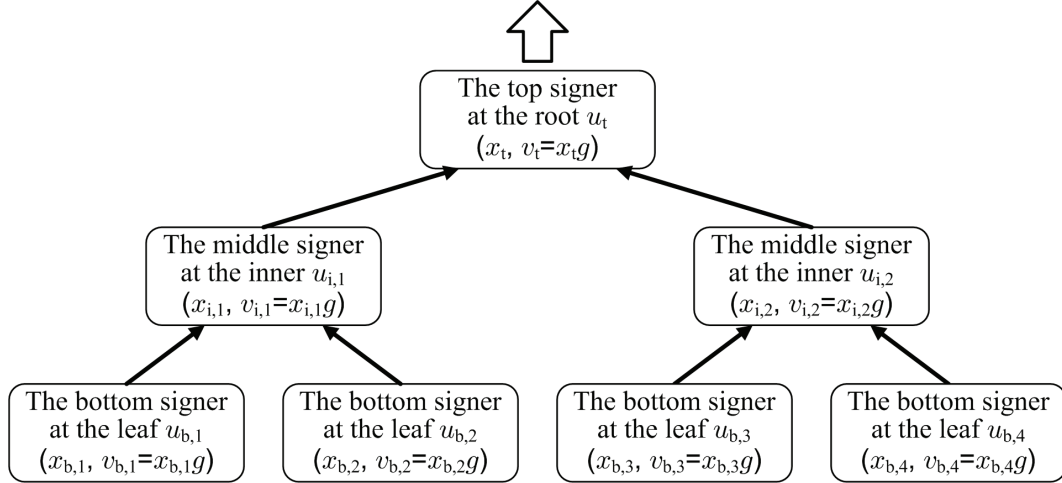 The top signer
at the root u_t
(x_t, v_t=x_tg)
The middle signer
at the inner u_i,1
(x_i,1, v_i,1=x_i,1g)
The middle signer
at the inner u_i,2
(x_i,2, v_i,2=x_i,2g)
The bottom signer
at the leaf u_b,1
(x_b,1, v_b,1=x_b,1g)
The bottom signer
at the leaf u_b,2
(x_b,2, v_b,2=x_b,2g)
The bottom signer
at the leaf u_b,3
(x_b,3, v_b,3=x_b,3g)
The bottom signer
at the leaf u_b,4
(x_b,4, v_b,4=x_b,4g)